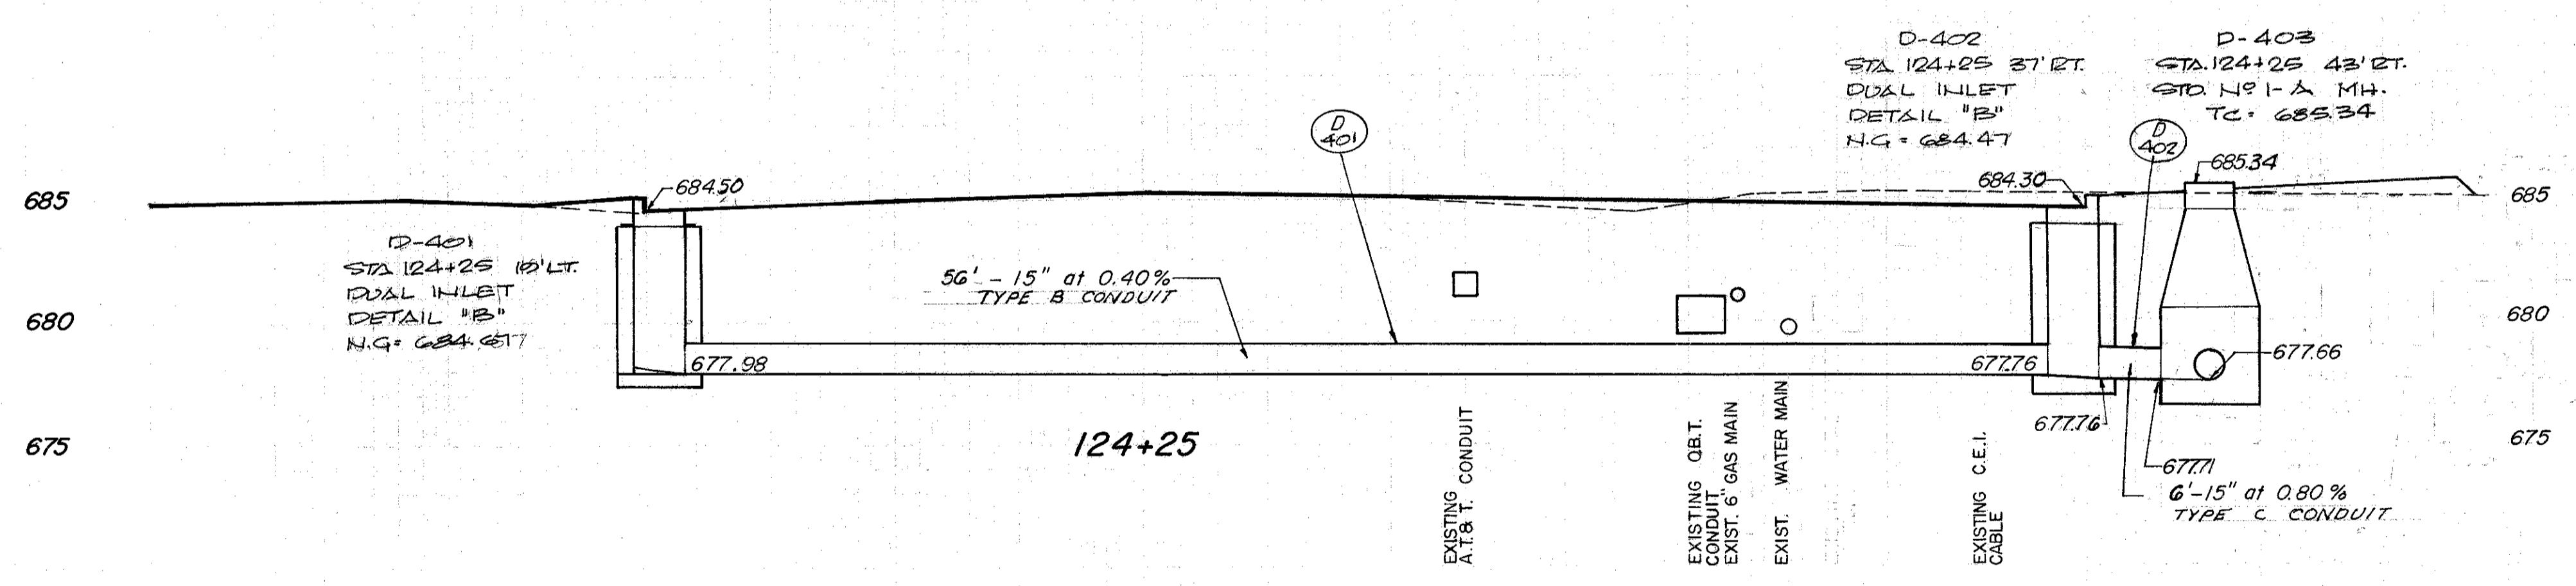 D-402
STA 124+25 37' RT.
DUAL INLET
DETAIL "B"
N.G = 684.47
D-403
STA. 124+25 43' RT.
STD. Nº 1-A MH.
TC = 685.34
D
401
D
402
685.34
684.50
684.30
685
685
D-401
STA 124+25 LT.
DUAL INLET
DETAIL "B"
N.G =
56' - 15" at 0.40%
TYPE B CONDUIT
680
680
677.98
677.76
677.66
124+25
677.76
675
675
677.71
6'-15" at 0.80%
TYPE C CONDUIT
EXISTING
A.T.& T. CONDUIT
EXISTING O.B.T.
CONDUIT
EXIST. 6" GAS MAIN
EXIST. WATER MAIN
EXISTING C.E.I.
CABLE